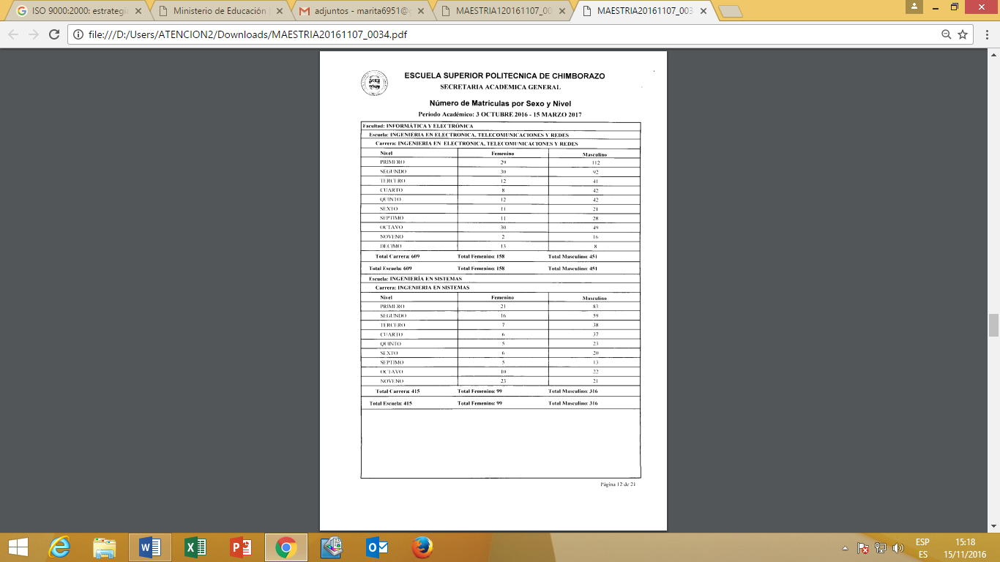 ISO 9000:2000: estrategi
Ministerio de Educación
adjuntos - marita6951@g
MAESTRIA120161107_00
MAESTRIA20161107_003
file:///D:/Users/ATENCION2/Downloads/MAESTRIA20161107_0034.pdf
ESCUELA SUPERIOR POLITECNICA DE CHIMBORAZO
SECRETARIA ACADEMICA GENERAL
Número de Matrículas por Sexo y Nivel
Periodo Académico: 3 OCTUBRE 2016 - 15 MARZO 2017
Facultad: INFORMÁTICA Y ELECTRÓNICA
Escuela: INGENIERIA EN ELECTRONICA, TELECOMUNICACIONES Y REDES
Carrera: INGENIERIA EN ELECTRONICA, TELECOMUNICACIONES Y REDES
Nivel Femenino Masculino
PRIMERO 29 112
SEGUNDO 30 92
TERCERO 12 41
CUARTO 8 42
QUINTO 12 42
SEXTO 11 21
SEPTIMO 11 28
OCTAVO 30 49
NOVENO 2 16
DECIMO 13 8
Total Carrera: 609 Total Femenino: 158 Total Masculino: 451
Total Escuela: 609 Total Femenino: 158 Total Masculino: 451
Escuela: INGENIERÍA EN SISTEMAS
Carrera: INGENIERIA EN SISTEMAS
Nivel Femenino Masculino
PRIMERO 21 83
SEGUNDO 16 59
TERCERO 7 38
CUARTO 6 37
QUINTO 5 23
SEXTO 6 20
SEPTIMO 5 13
OCTAVO 10 22
NOVENO 23 21
Total Carrera: 415 Total Femenino: 99 Total Masculino: 316
Total Escuela: 415 Total Femenino: 99 Total Masculino: 316
Página 12 de 21
ESP 15:18
ES 15/11/2016